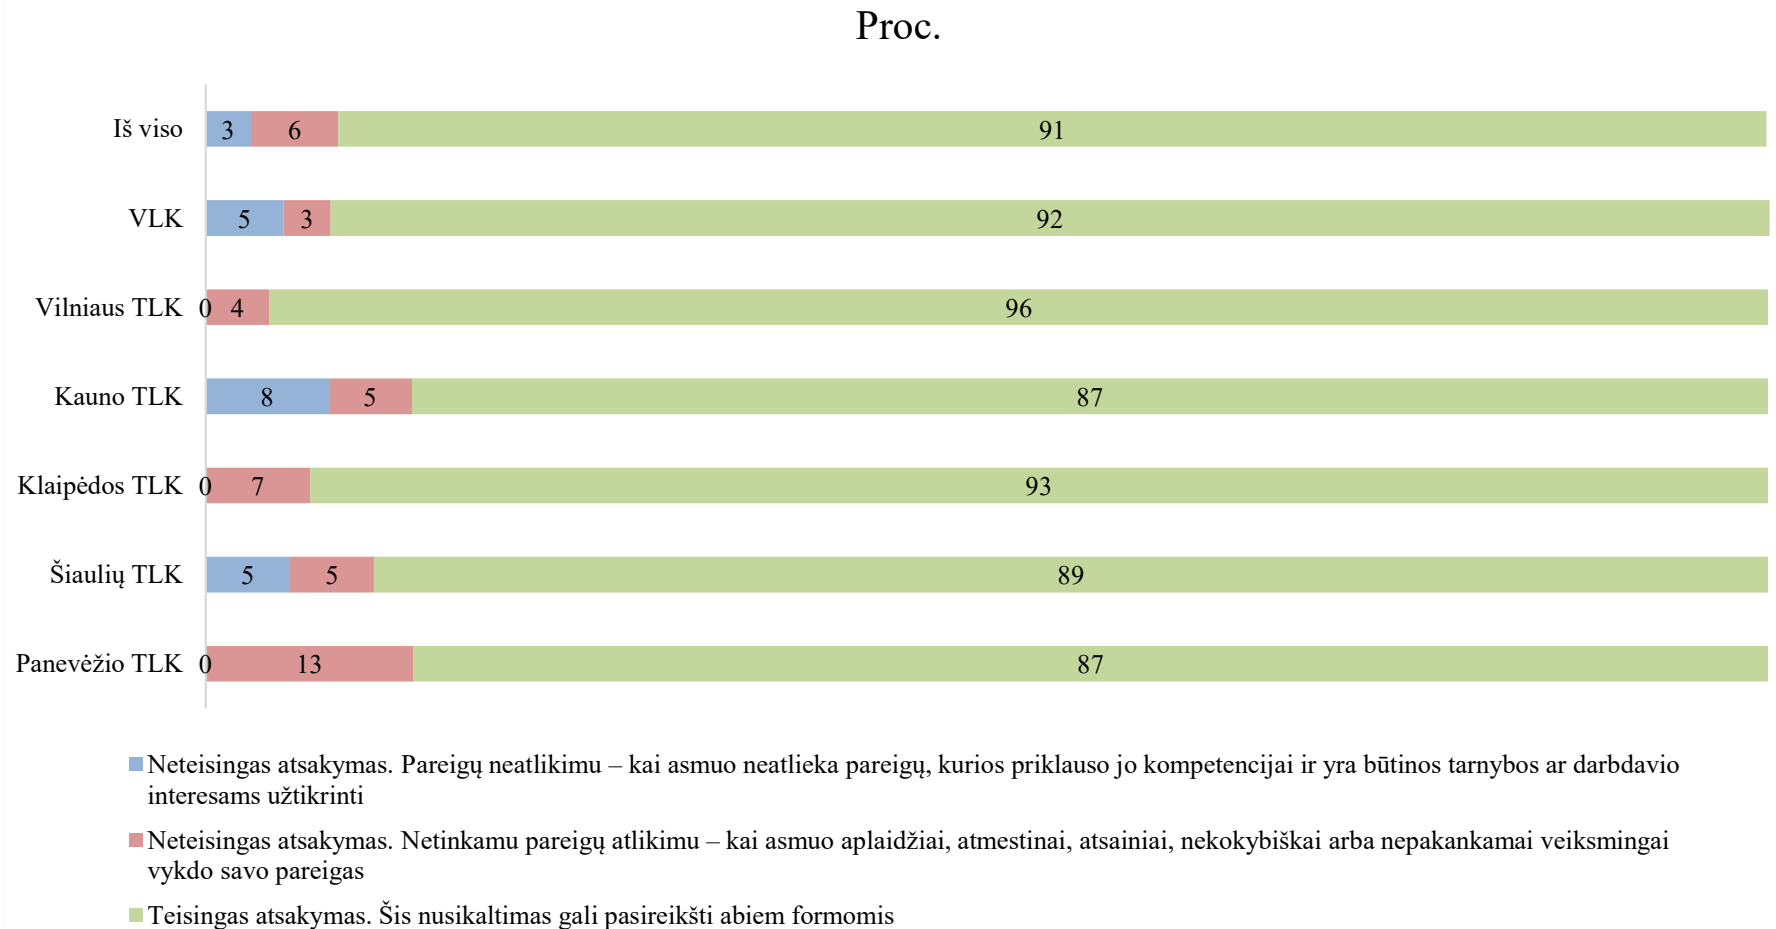 Proc.
Iš viso 3 6 91
VLK 5 3 92
Vilniaus TLK 0 4 96
Kauno TLK 8 5 87
Klaipėdos TLK 0 7 93
Šiaulių TLK 5 5 89
Panevėžio TLK 0 13 87
Neteisingas atsakymas. Pareigų neatlikimu – kai asmuo neatlieka pareigų, kurios priklauso jo kompetencijai ir yra būtinos tarnybos ar darbdavio
interesams užtikrinti
Neteisingas atsakymas. Netinkamu pareigų atlikimu – kai asmuo aplaidžiai, atmestinai, atsainiai, nekokybiškai arba nepakankamai veiksmingai
vykdo savo pareigas
Teisingas atsakymas. Šis nusikaltimas gali pasireikšti abiem formomis